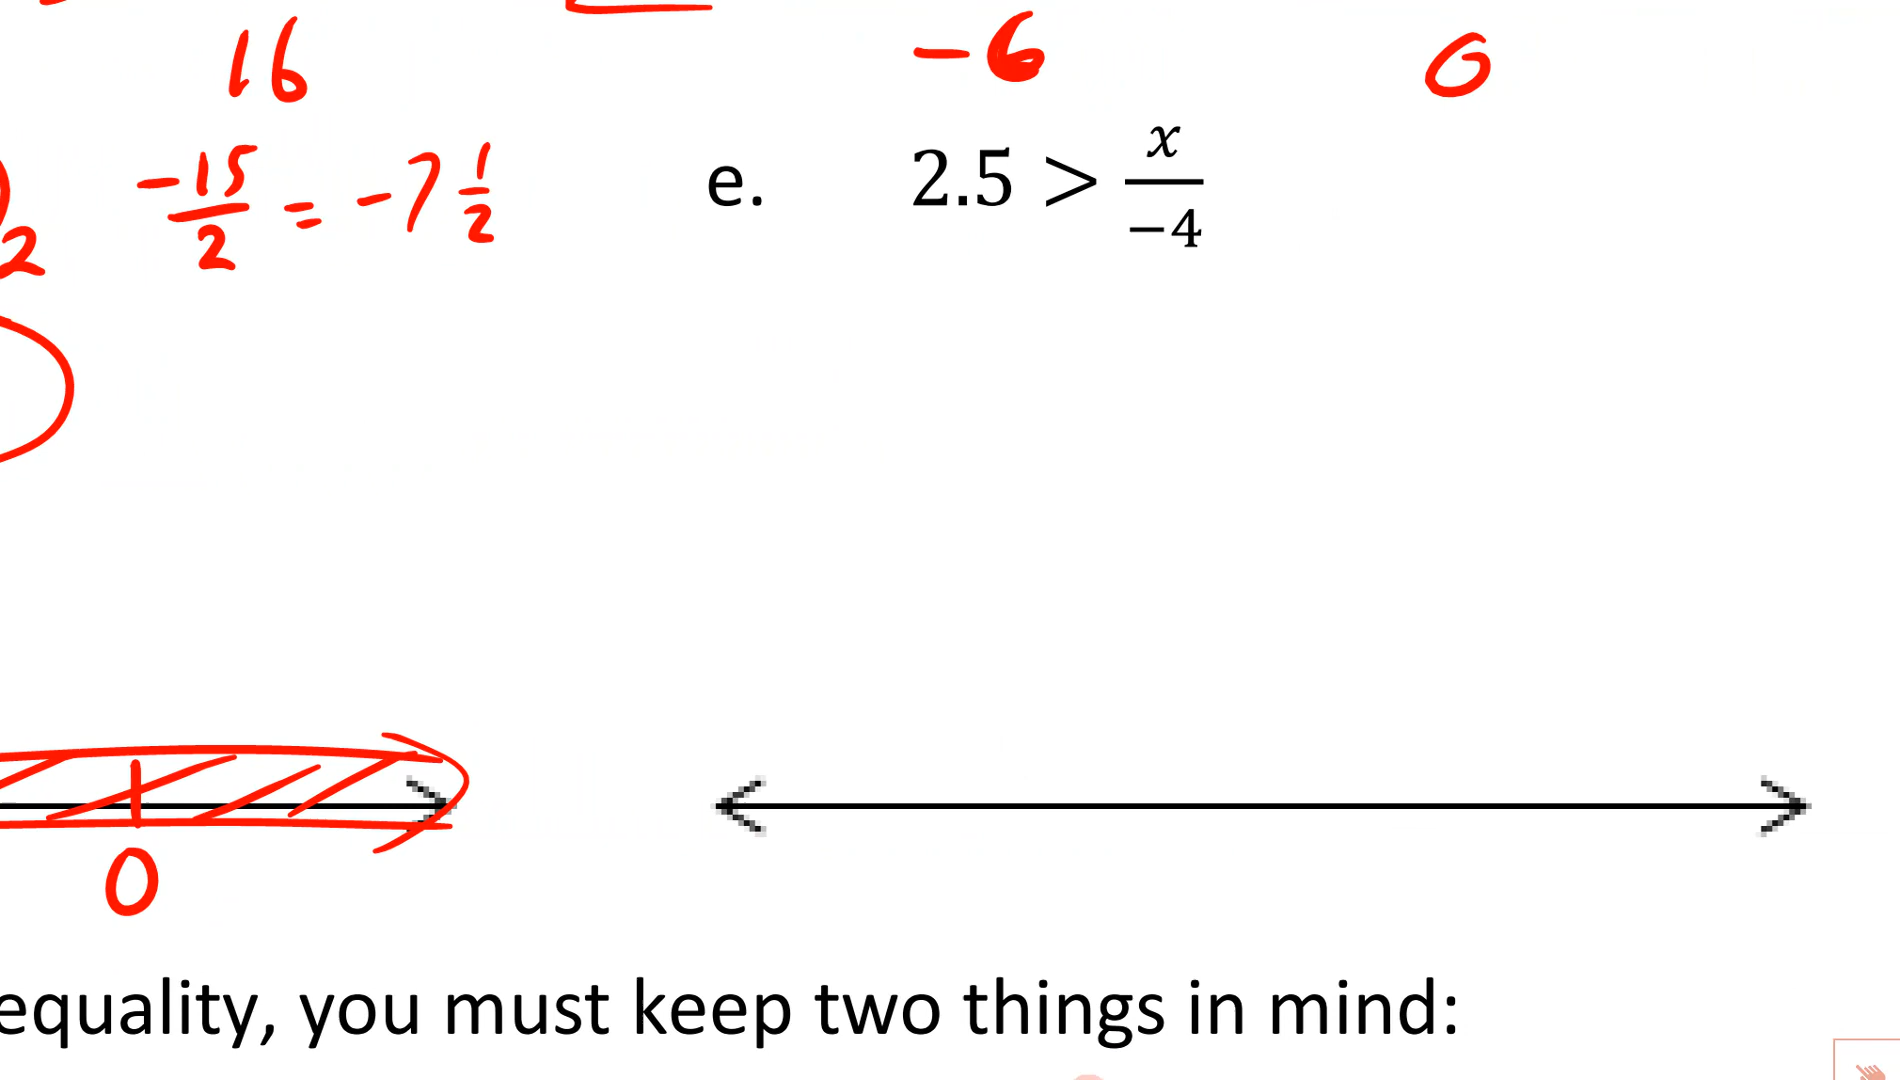 16
-6
0
2
-15/2 = -7 1/2
e. 2.5 > x/-4
0
equality, you must keep two things in mind: